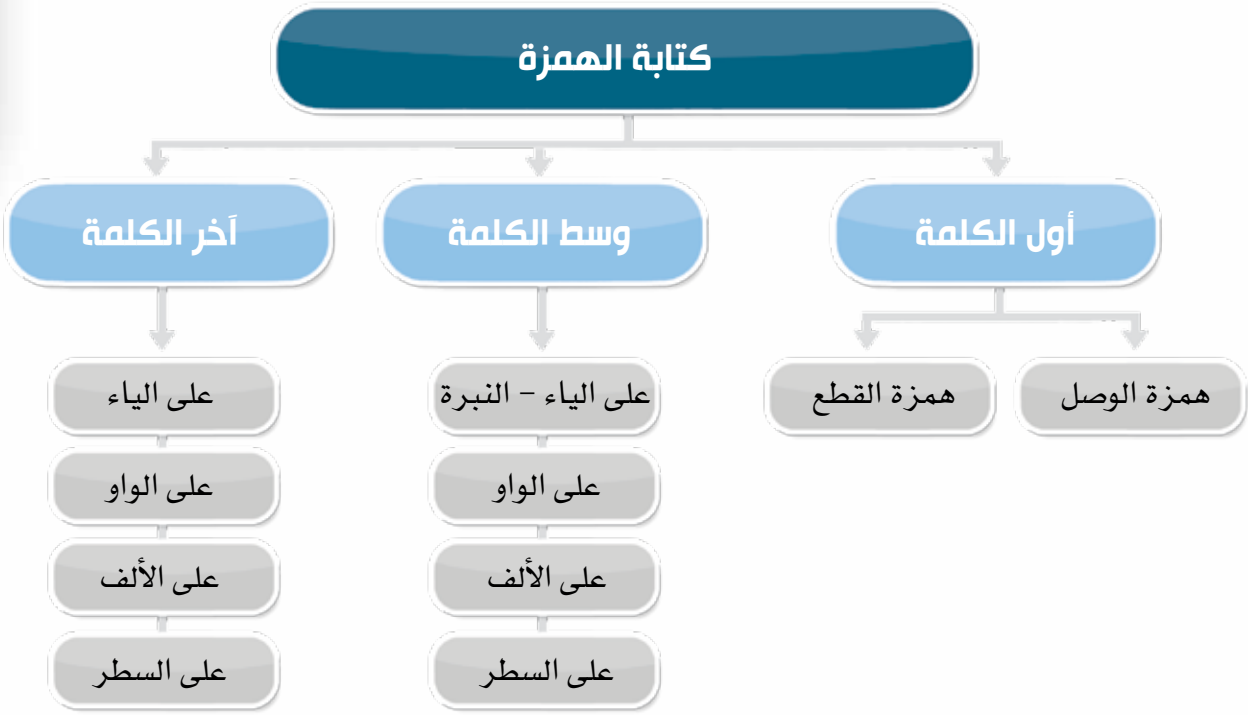 كتابة الهمزة
أول الكلمة
وسط الكلمة
آخر الكلمة
همزة الوصل
همزة القطع
على الياء – النبرة
على الياء
على الواو
على الواو
على الألف
على الألف
على السطر
على السطر